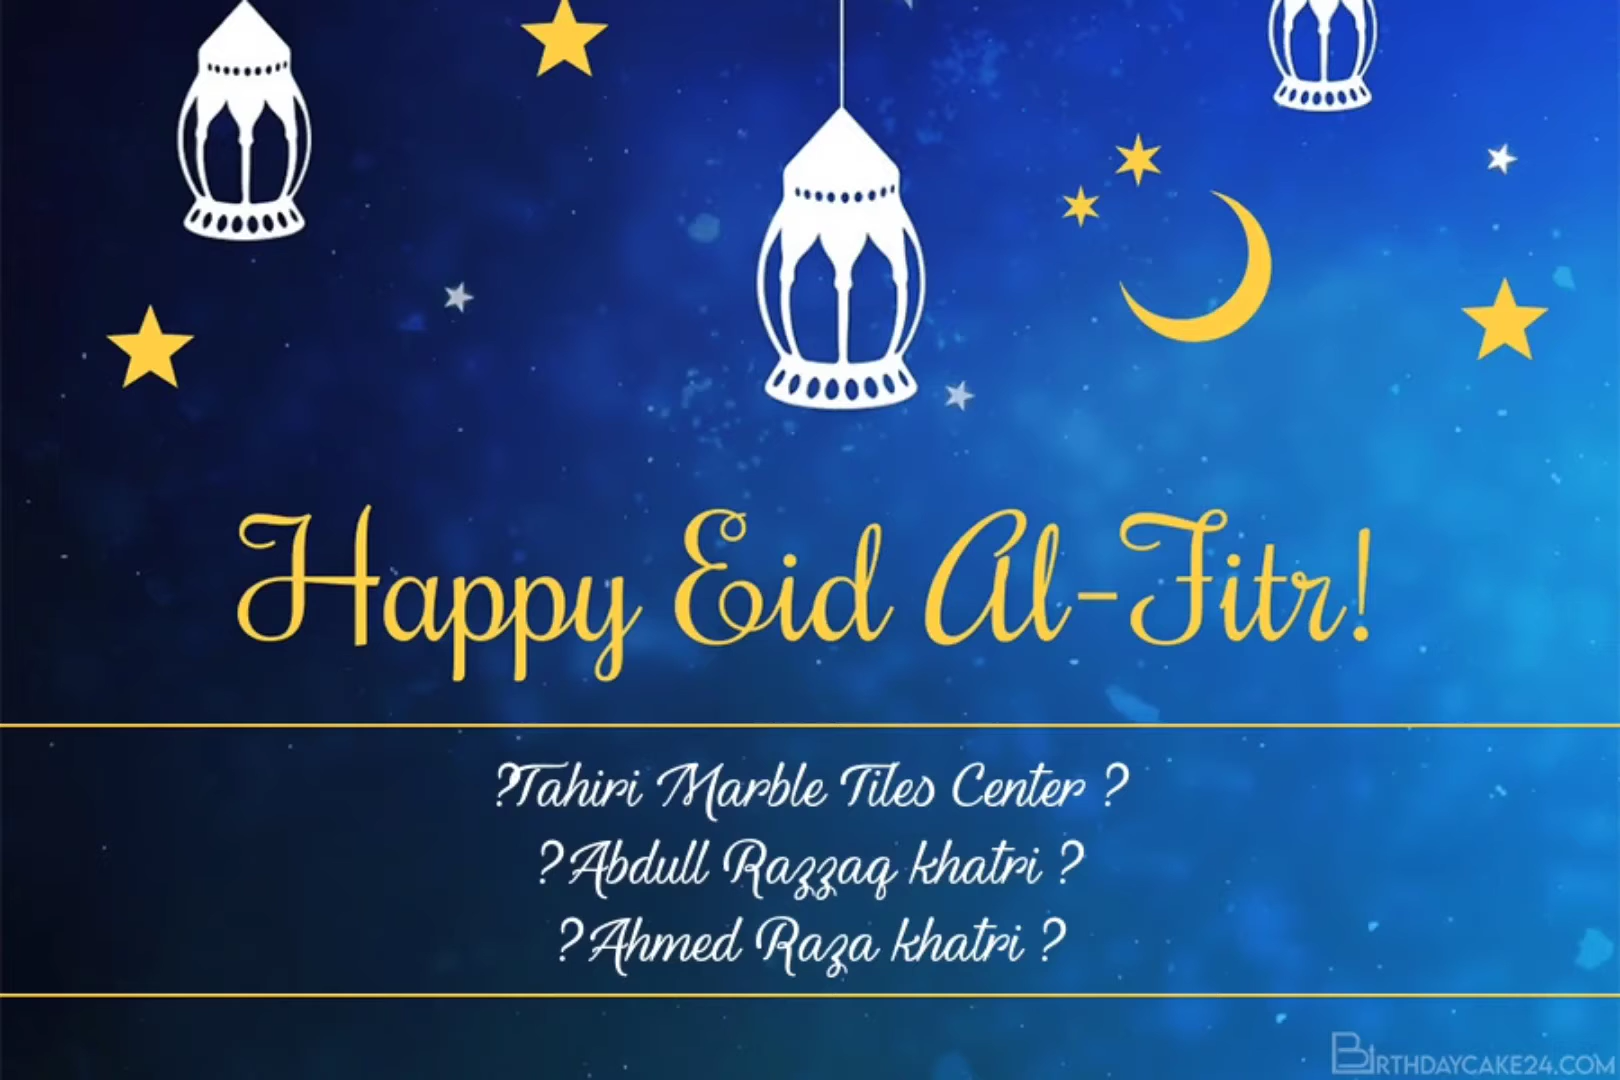 Happy Eid Al-Fitr!
?Tahiri Marble Tiles Center ?
?Abdull Razzaq khatri ?
?Ahmed Raza khatri ?
BIRTHDAYCAKE24.COM